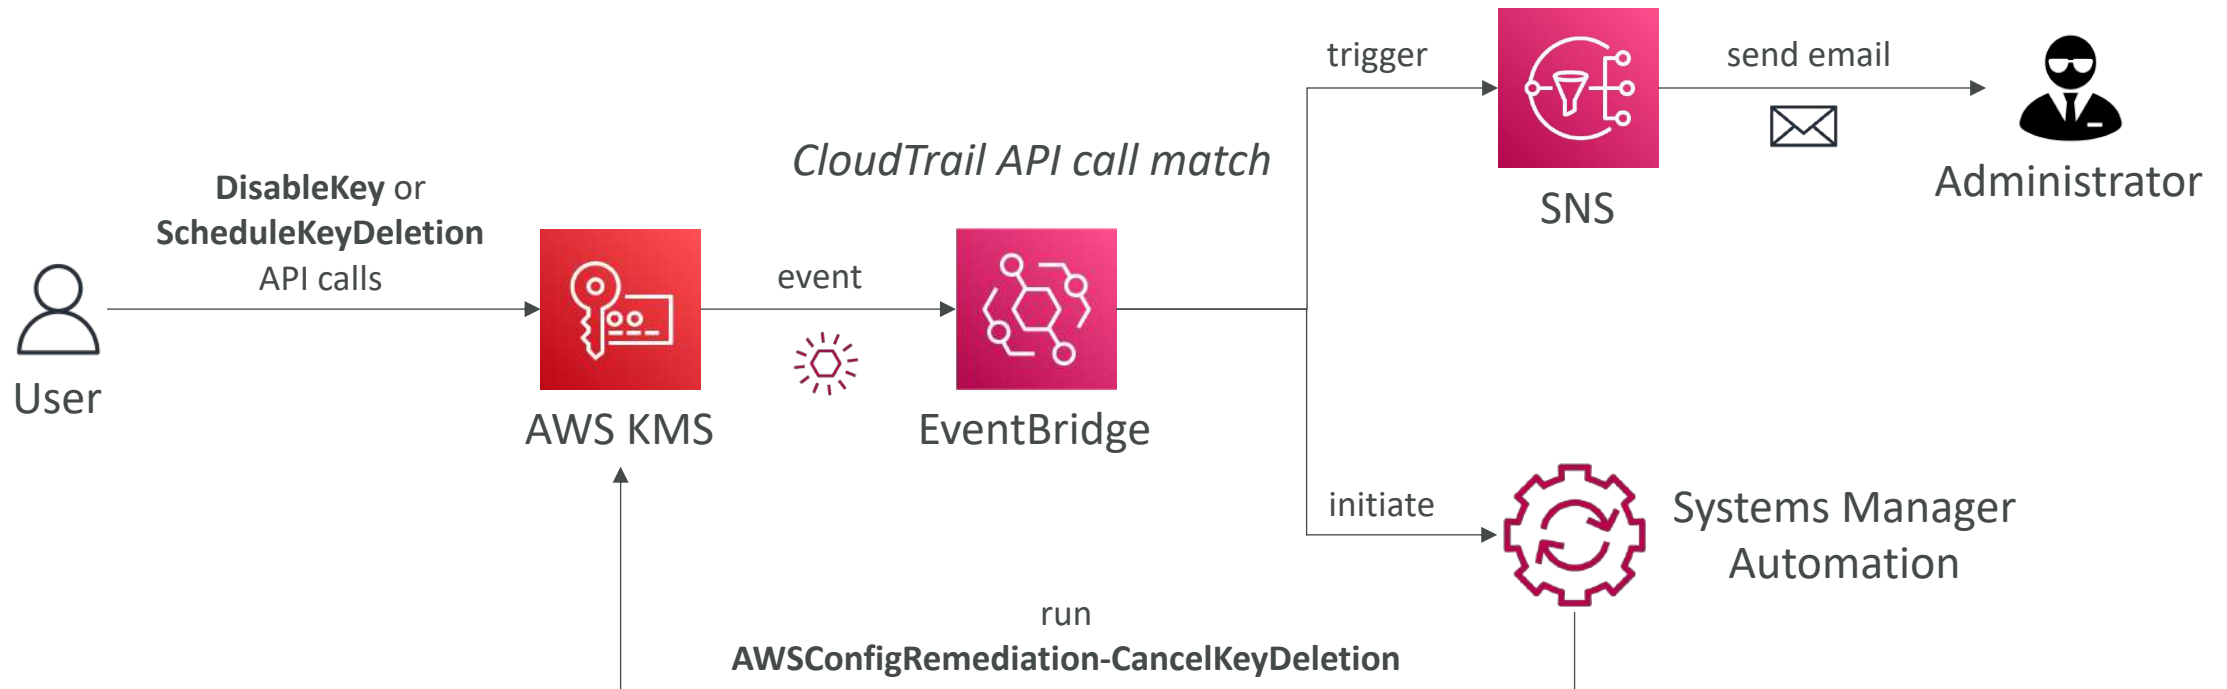 trigger
send email
CloudTrail API call match
Administrator
SNS
DisableKey or
ScheduleKeyDeletion
API calls
event
User
AWS KMS
EventBridge
initiate
Systems Manager
Automation
run
AWSConfigRemediation-CancelKeyDeletion